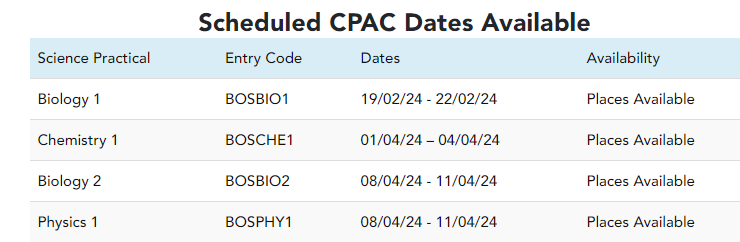 Scheduled CPAC Dates Available
Science Practical Entry Code Dates Availability
Biology 1 BOSBIO1 19/02/24 - 22/02/24 Places Available
Chemistry 1 BOSCHE1 01/04/24 – 04/04/24 Places Available
Biology 2 BOSBIO2 08/04/24 - 11/04/24 Places Available
Physics 1 BOSPHY1 08/04/24 - 11/04/24 Places Available